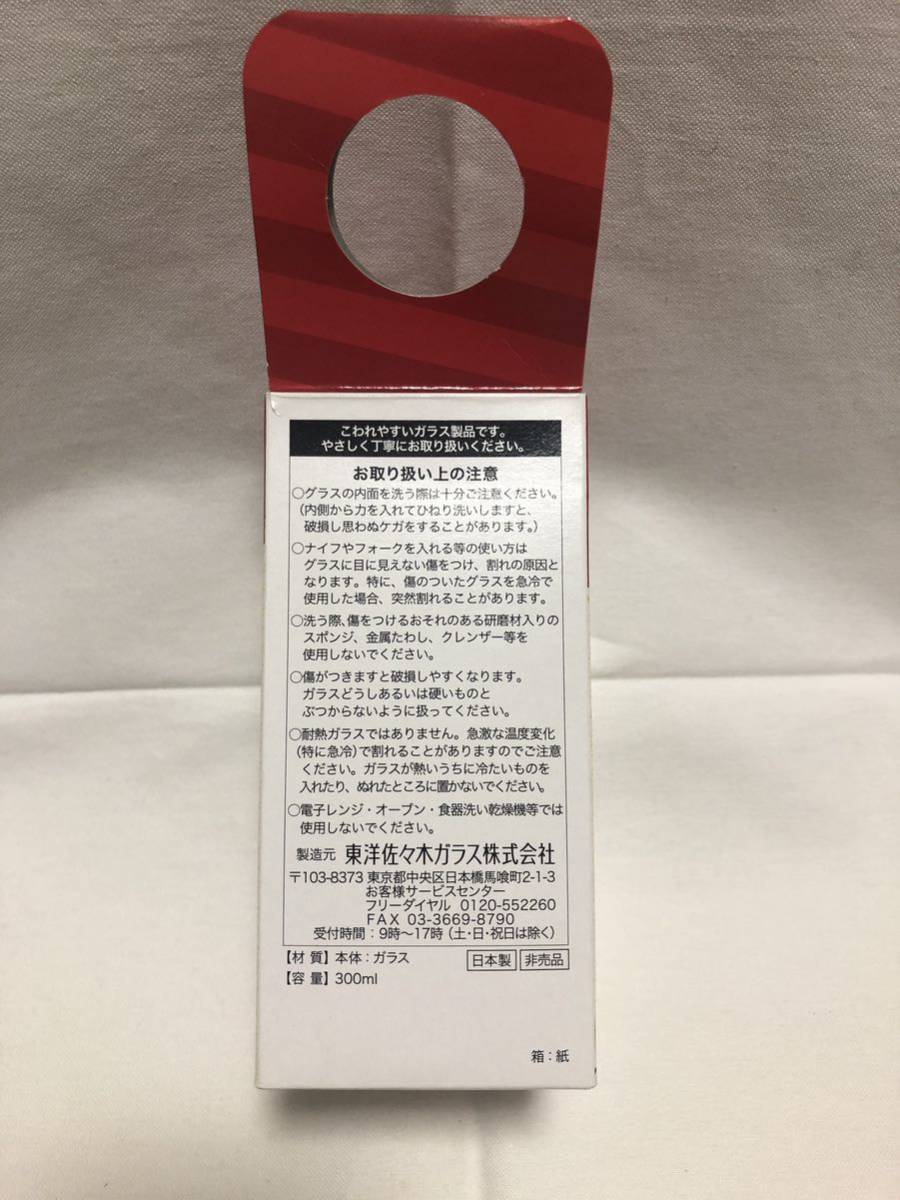 こわれやすいガラス製品です。
やさしく丁寧にお取り扱いください。
お取り扱い上の注意
○グラスの内面を洗う際は十分ご注意ください。
（内側から力を入れてひねり洗いしますと、
破損し思わぬケガをすることがあります。）
○ナイフやフォークを入れる等の使い方は
グラスに目に見えない傷をつけ、割れの原因と
なります。特に、傷のついたグラスを急冷で
使用した場合、突然割れることがあります。
○洗う際、傷をつけるおそれのある研磨材入りの
スポンジ、金属たわし、クレンザー等を
使用しないでください。
○傷がつきますと破損しやすくなります。
ガラスどうしあるいは硬いものと
ぶつからないように扱ってください。
○耐熱ガラスではありません。急激な温度変化
（特に急冷）で割れることがありますのでご注意
ください。ガラスが熱いうちに冷たいものを
入れたり、ぬれたところに置かないでください。
○電子レンジ・オーブン・食器洗い乾燥機等では
使用しないでください。
製造元 東洋佐々木ガラス株式会社
〒103-8373 東京都中央区日本橋馬喰町2-1-3
お客様サービスセンター
フリーダイヤル 0120-552260
FAX 03-3669-8790
受付時間：9時～17時（土・日・祝日は除く）
【材 質】本体：ガラス 日本製 非売品
【容 量】300ml
箱：紙